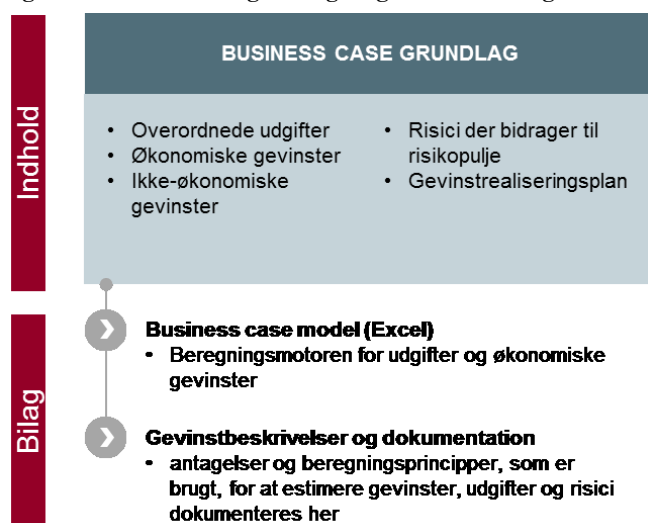 BUSINESS CASE GRUNDLAG
Indhold
• Overordnede udgifter
• Økonomiske gevinster
• Ikke-økonomiske
gevinster
• Risici der bidrager til
risikopulje
• Gevinstrealiseringsplan
Bilag
Business case model (Excel)
• Beregningsmotoren for udgifter og økonomiske
gevinster
Gevinstbeskrivelser og dokumentation
• antagelser og beregningsprincipper, som er
brugt, for at estimere gevinster, udgifter og risici
dokumenteres her